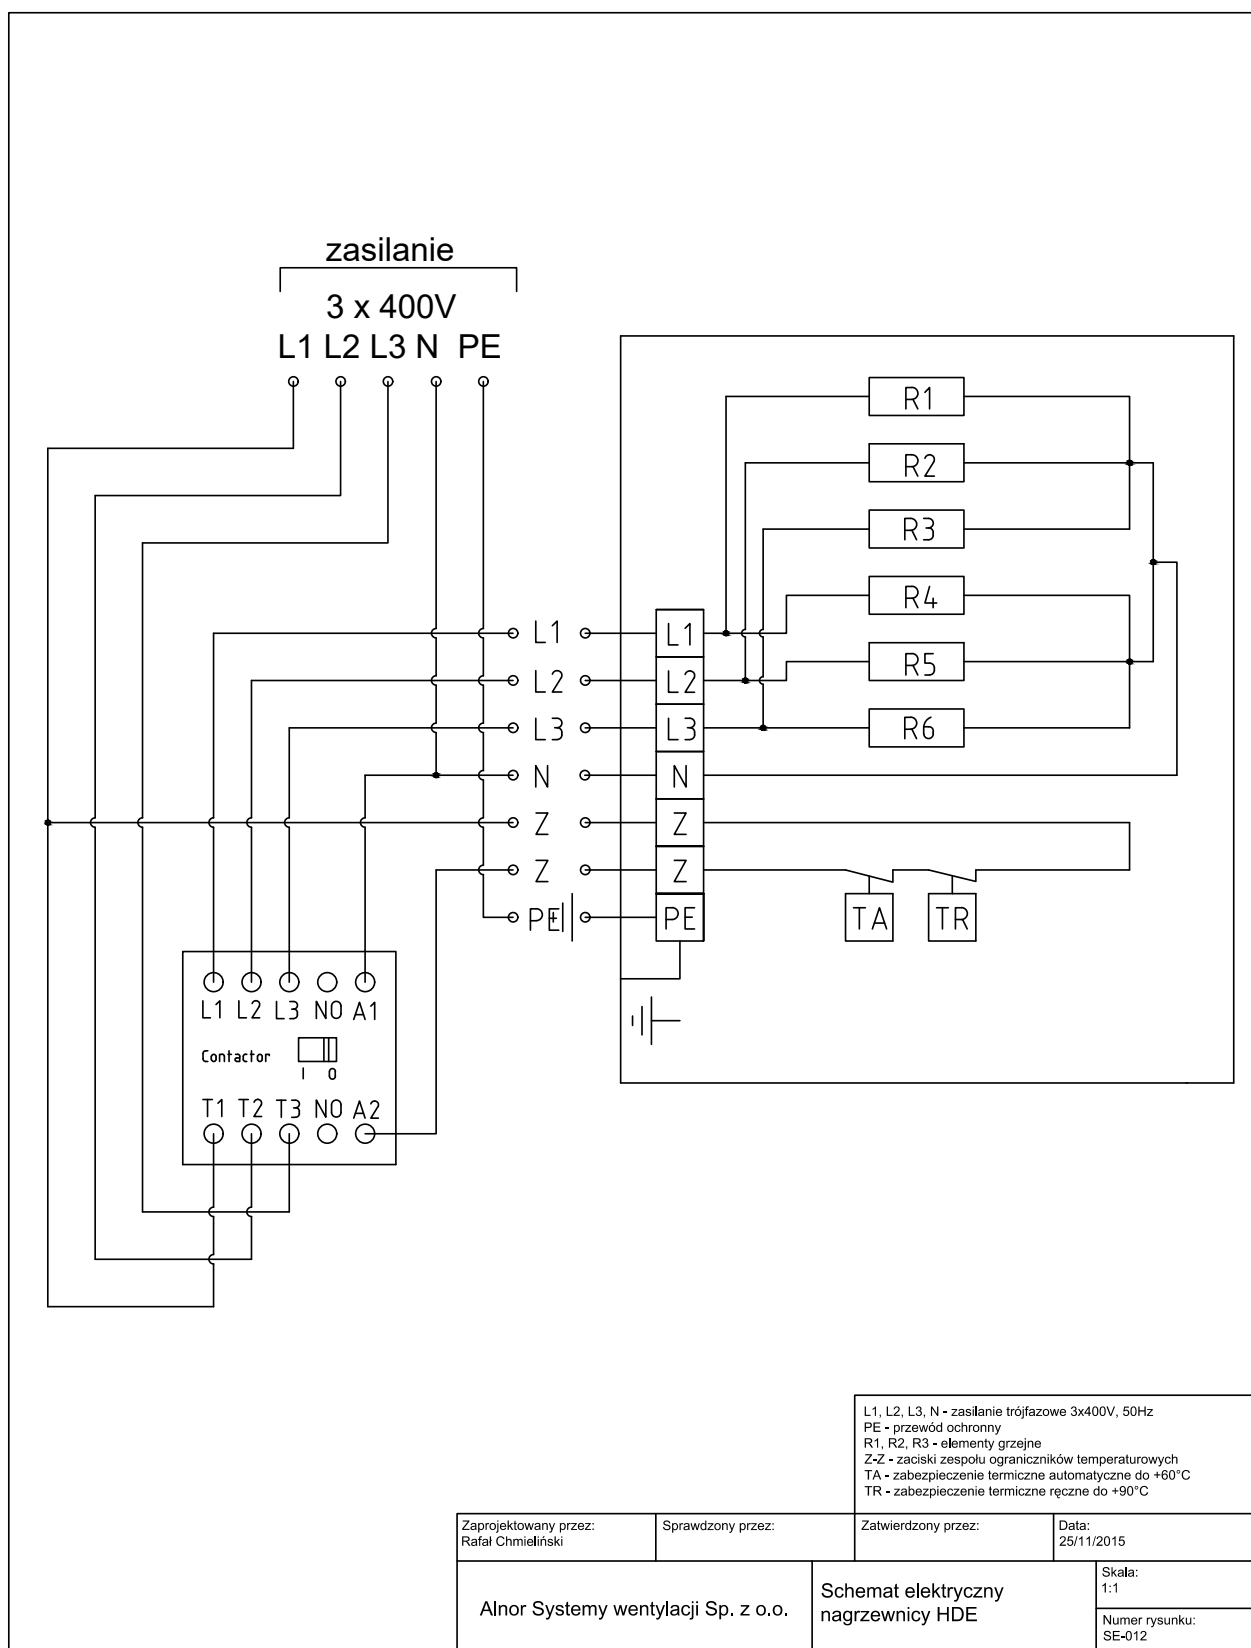 zasilanie
3 x 400V
L1 L2 L3 N PE
R1
R2
R3
R4
R5
R6
L1 L1
L2 L2
L3 L3
N N
Z Z
Z Z
PE PE
TA TR
L1 L2 L3 NO A1
Contactor
I 0
T1 T2 T3 NO A2
L1, L2, L3, N - zasilanie trójfazowe 3x400V, 50Hz
PE - przewód ochronny
R1, R2, R3 - elementy grzejne
Z-Z - zaciski zespołu ograniczników temperaturowych
TA - zabezpieczenie termiczne automatyczne do +60°C
TR - zabezpieczenie termiczne ręczne do +90°C
Zaprojektowany przez:
Rafał Chmieliński
Sprawdzony przez:
Zatwierdzony przez:
Data:
25/11/2015
Alnor Systemy wentylacji Sp. z o.o.
Schemat elektryczny
nagrzewnicy HDE
Skala:
1:1
Numer rysunku:
SE-012